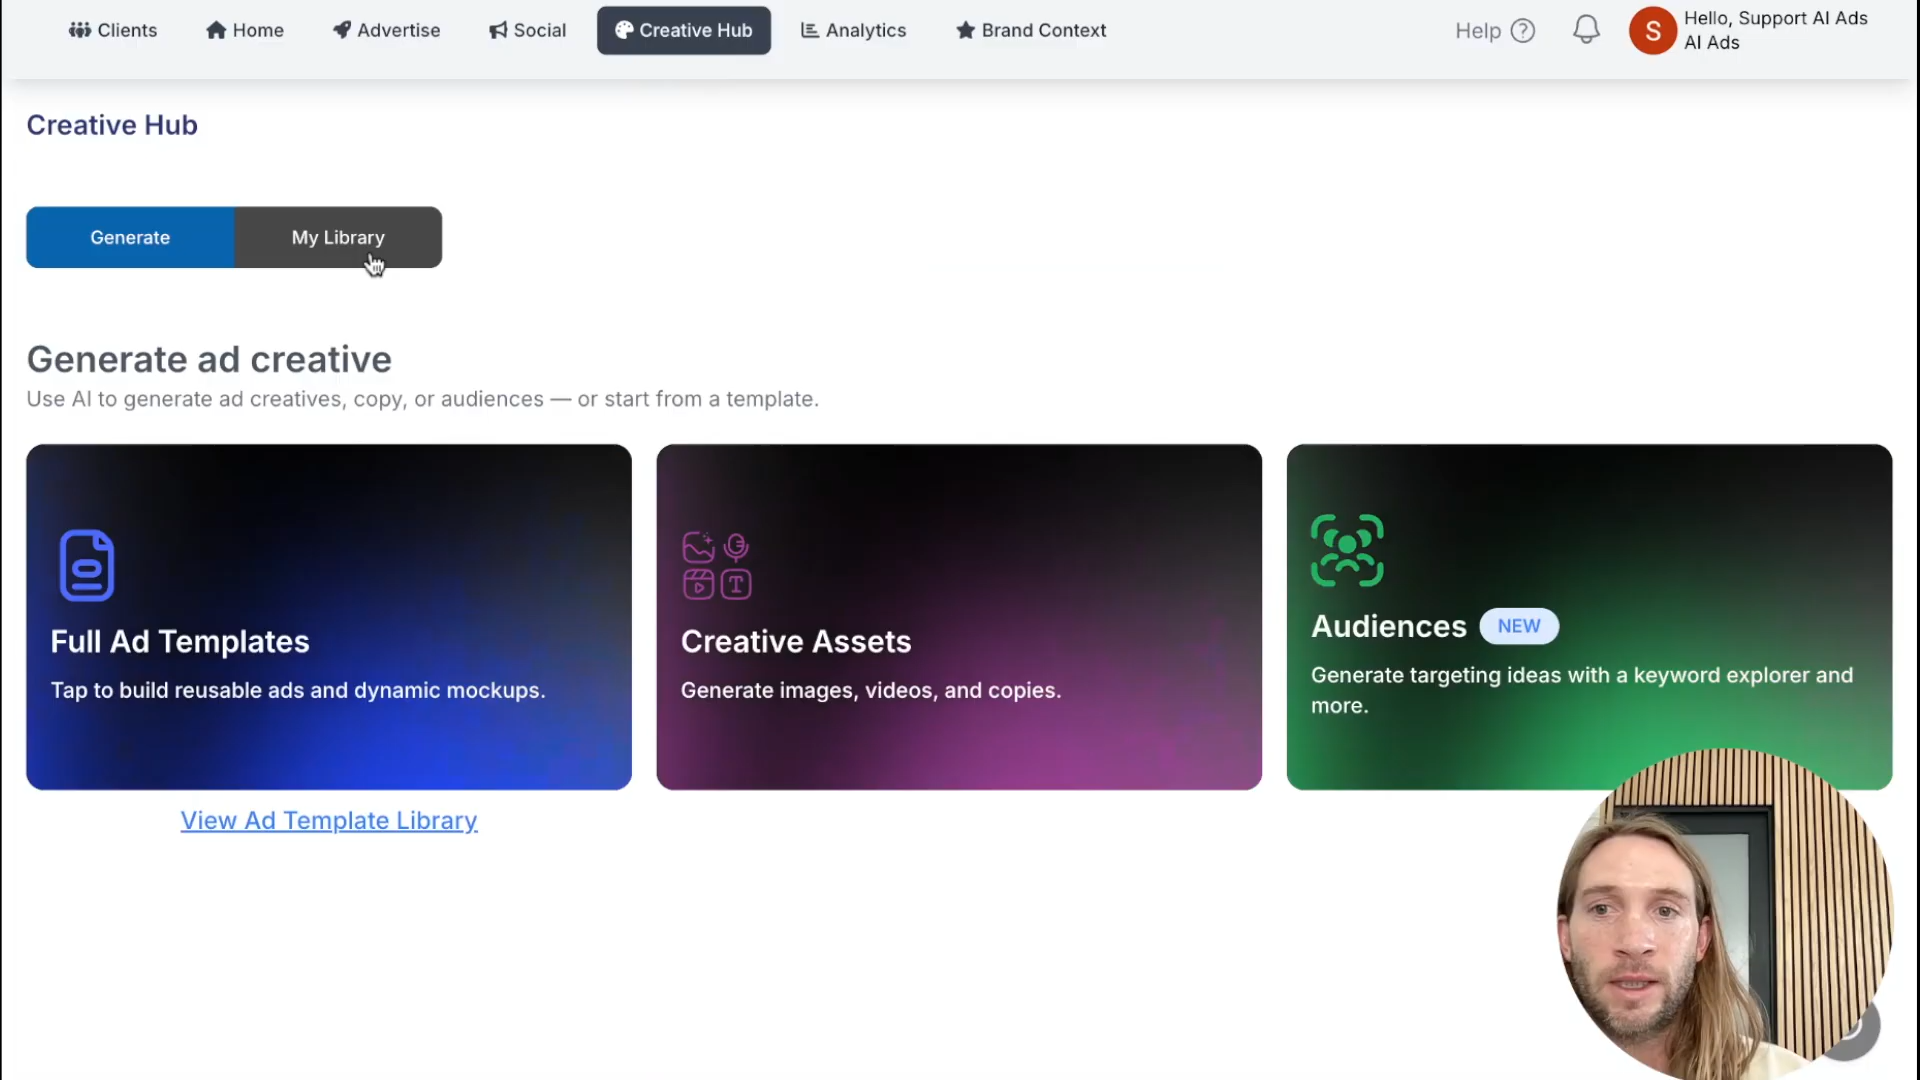 Clients
Home
Advertise
Social
Creative Hub
Analytics
Brand Context
Help
S
Hello, Support AI Ads
AI Ads
Creative Hub
Generate
My Library
Generate ad creative
Use AI to generate ad creatives, copy, or audiences — or start from a template.
Full Ad Templates
Tap to build reusable ads and dynamic mockups.
Creative Assets
Generate images, videos, and copies.
Audiences NEW
Generate targeting ideas with a keyword explorer and
more.
View Ad Template Library